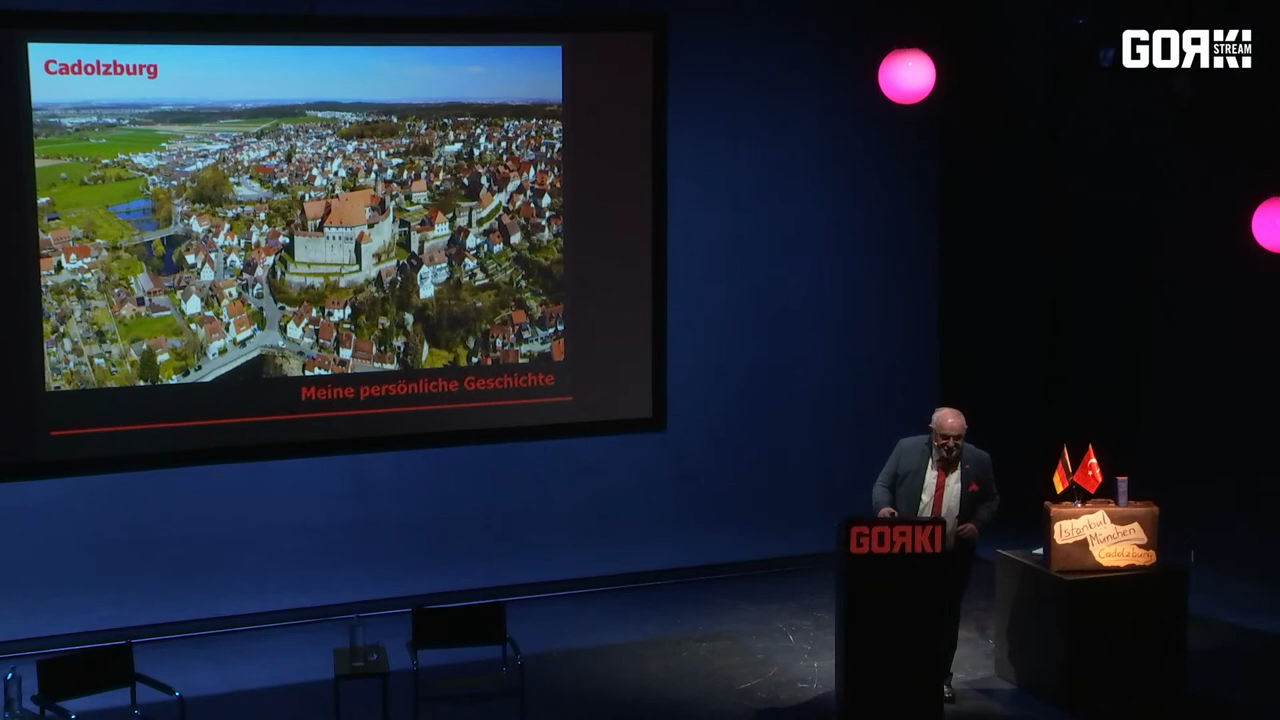 Cadolzburg
Meine persönliche Geschichte
GORKI
STREAM
GORKI
Istanbul
München
Cadolzburg